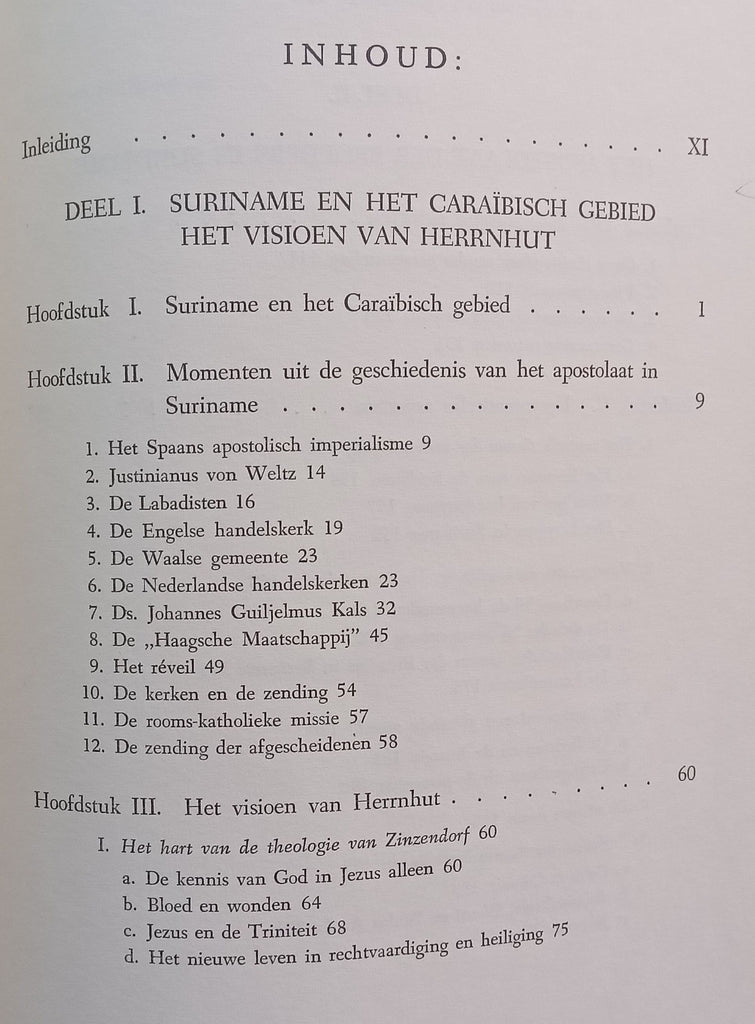 INHOUD:
Inleiding . . . . . . . . . . . . . . . . . . . XI
DEEL I. SURINAME EN HET CARAÏBISCH GEBIED
HET VISIOEN VAN HERRNHUT
Hoofdstuk I. Suriname en het Caraïbisch gebied . . . . . . 1
Hoofdstuk II. Momenten uit de geschiedenis van het apostolaat in
Suriname . . . . . . . . . . . . . . 9
1. Het Spaans apostolisch imperialisme 9
2. Justinianus von Weltz 14
3. De Labadisten 16
4. De Engelse handelskerk 19
5. De Waalse gemeente 23
6. De Nederlandse handelskerken 23
7. Ds. Johannes Guiljelmus Kals 32
8. De „Haagsche Maatschappij” 45
9. Het réveil 49
10. De kerken en de zending 54
11. De rooms-katholieke missie 57
12. De zending der afgescheidenen 58
Hoofdstuk III. Het visioen van Herrnhut . . . . . . . . . 60
I. Het hart van de theologie van Zinzendorf 60
a. De kennis van God in Jezus alleen 60
b. Bloed en wonden 64
c. Jezus en de Triniteit 68
d. Het nieuwe leven in rechtvaardiging en heiliging 75